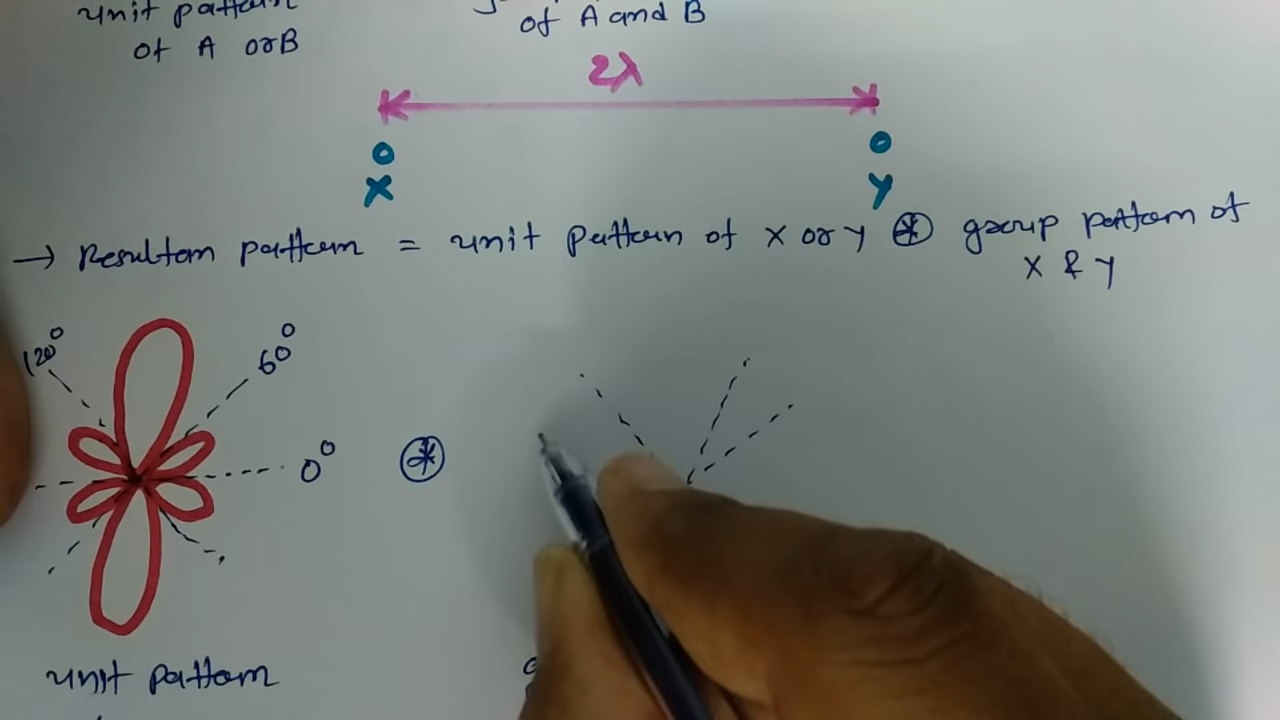 unit pattern
of A and B
of A or B
2λ
X Y
→ Resultan pattern = unit pattern of X or Y ⊛ group pattern of
X & Y
120° 60°
0° ⊛
unit pattern